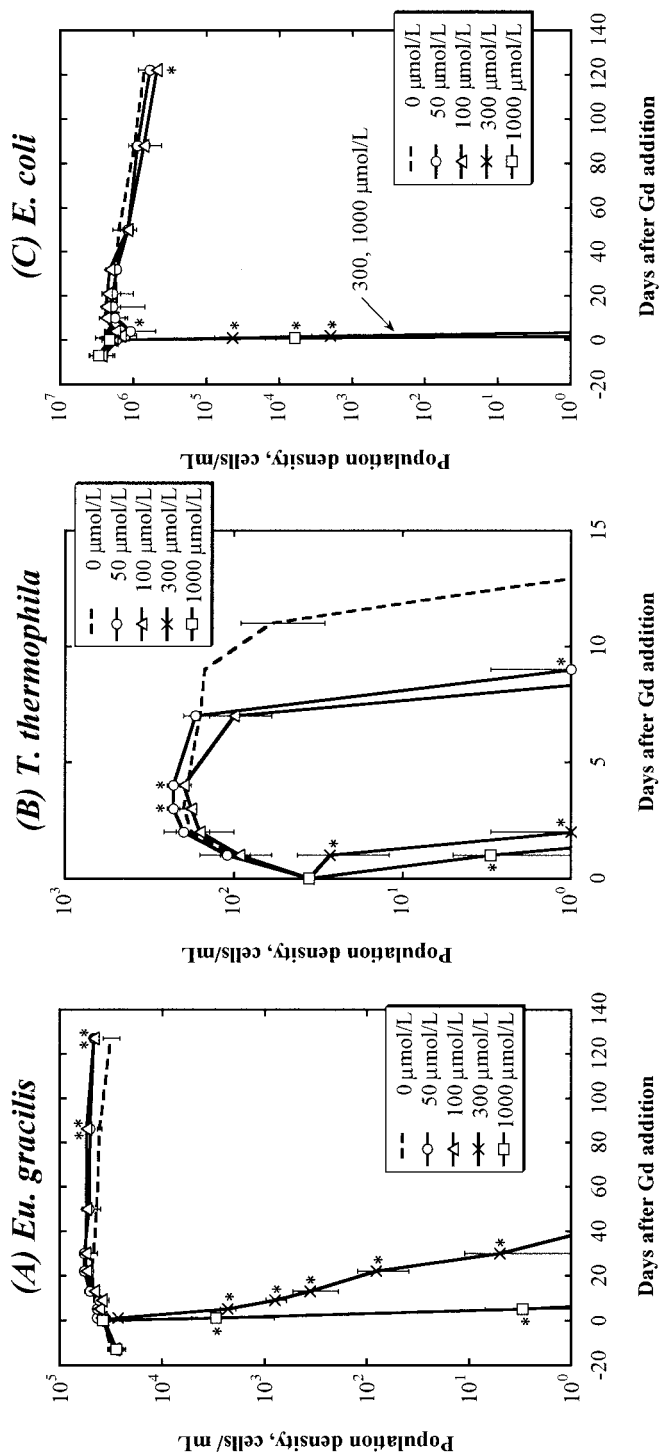 (A) Eu. gracilis
Population density, cells/ mL
10^5
10^4
10^3
10^2
10^1
10^0
-20
0
20
40
60
80
100
120
140
Days after Gd addition
0 μmol/L
50 μmol/L
100 μmol/L
300 μmol/L
1000 μmol/L
*
*
*
*
*
*
*
**
**
(B) T. thermophila
Population density, cells/mL
10^3
10^2
10^1
10^0
0
5
10
15
Days after Gd addition
0 μmol/L
50 μmol/L
100 μmol/L
300 μmol/L
1000 μmol/L
*
*
*
*
*
*
(C) E. coli
Population density, cells/mL
10^7
10^6
10^5
10^4
10^3
10^2
10^1
10^0
-20
0
20
40
60
80
100
120
140
Days after Gd addition
0 μmol/L
50 μmol/L
100 μmol/L
300 μmol/L
1000 μmol/L
300, 1000 μmol/L
*
*
*
*
*